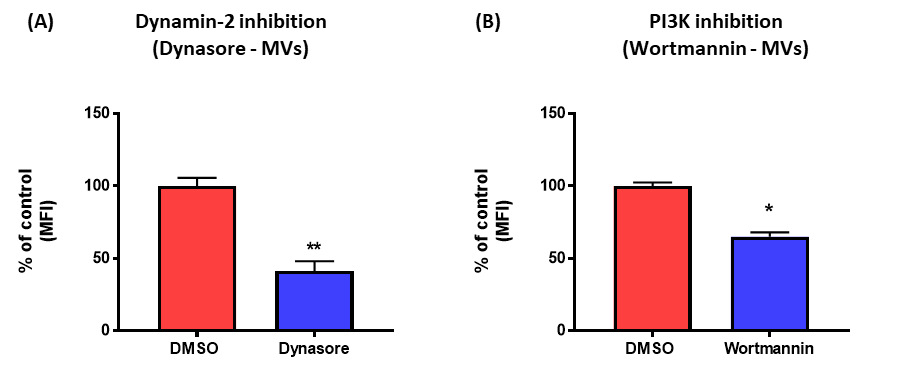 (A)
Dynamin-2 inhibition
(Dynasore - MVs)
% of control
(MFI)
150
100
50
0
**
DMSO
Dynasore
(B)
PI3K inhibition
(Wortmannin - MVs)
% of control
(MFI)
150
100
50
0
*
DMSO
Wortmannin